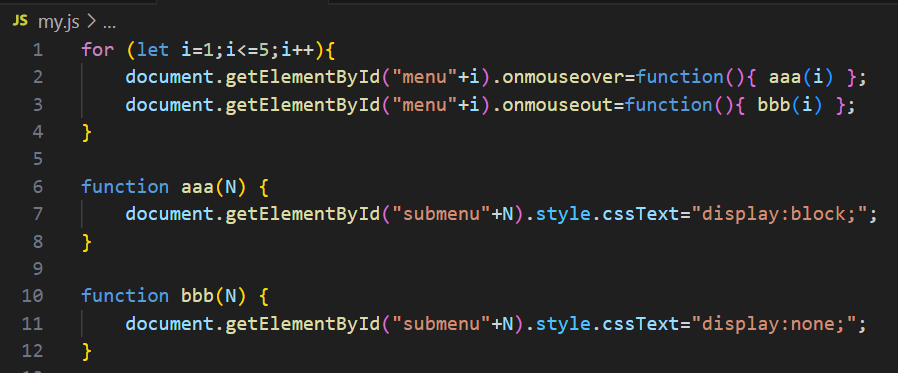 JS my.js > ...
1 for (let i=1;i<=5;i++){
2     document.getElementById("menu"+i).onmouseover=function(){ aaa(i) };
3     document.getElementById("menu"+i).onmouseout=function(){ bbb(i) };
4 }
5
6 function aaa(N) {
7     document.getElementById("submenu"+N).style.cssText="display:block;";
8 }
9
10 function bbb(N) {
11     document.getElementById("submenu"+N).style.cssText="display:none;";
12 }